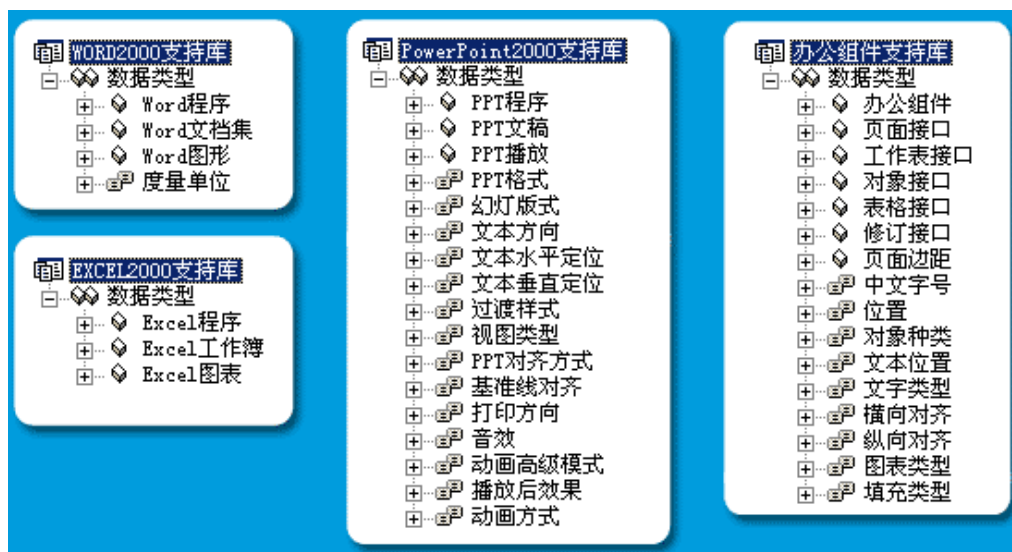 WORD2000支持库
数据类型
Word程序
Word文档集
Word图形
度量单位
EXCEL2000支持库
数据类型
Excel程序
Excel工作簿
Excel图表
PowerPoint2000支持库
数据类型
PPT程序
PPT文稿
PPT播放
PPT格式
幻灯版式
文本方向
文本水平定位
文本垂直定位
过渡样式
视图类型
PPT对齐方式
基准线对齐
打印方向
音效
动画高级模式
播放后效果
动画方式
办公组件支持库
数据类型
办公组件
页面接口
工作表接口
对象接口
表格接口
修订接口
页面边距
中文字号
位置
对象种类
文本位置
文字类型
横向对齐
纵向对齐
图表类型
填充类型